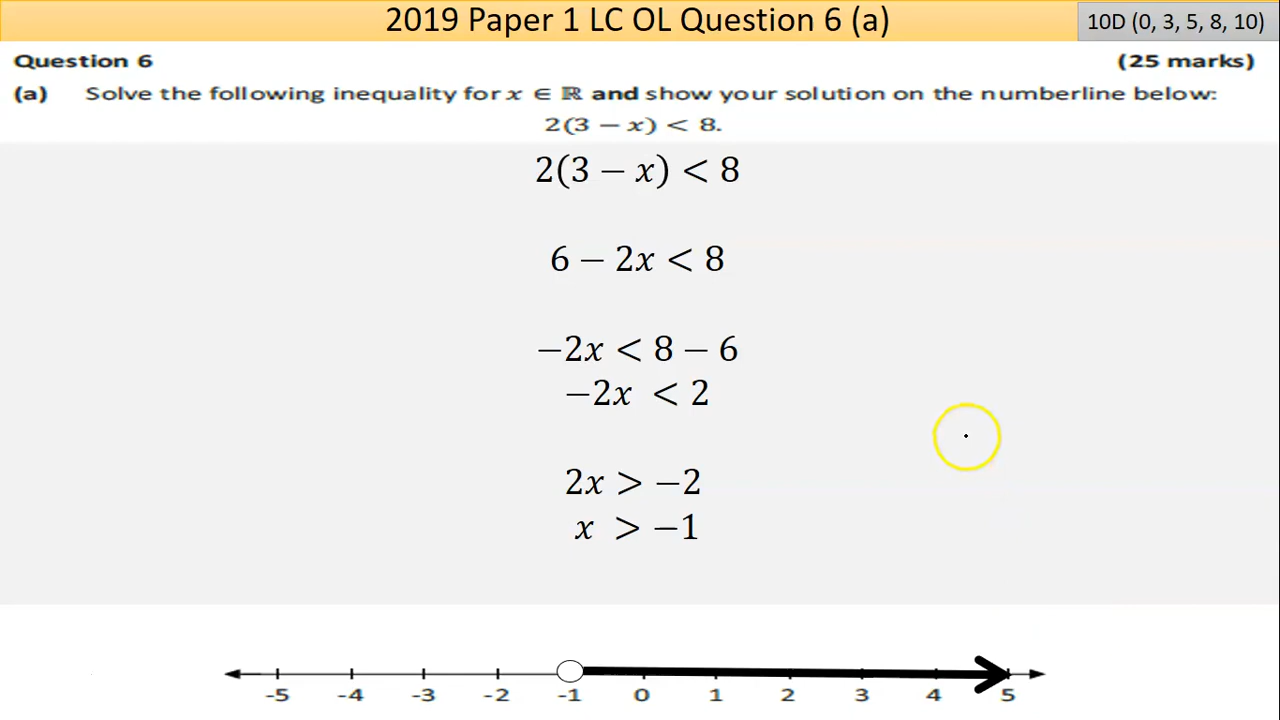 2019 Paper 1 LC OL Question 6 (a)
10D (0, 3, 5, 8, 10)
Question 6 (25 marks)
(a) Solve the following inequality for x ∈ ℝ and show your solution on the numberline below:
2(3 − x) < 8.
2(3 − x) < 8
6 − 2x < 8
−2x < 8 − 6
−2x < 2
2x > −2
x > −1
-5 -4 -3 -2 -1 0 1 2 3 4 5